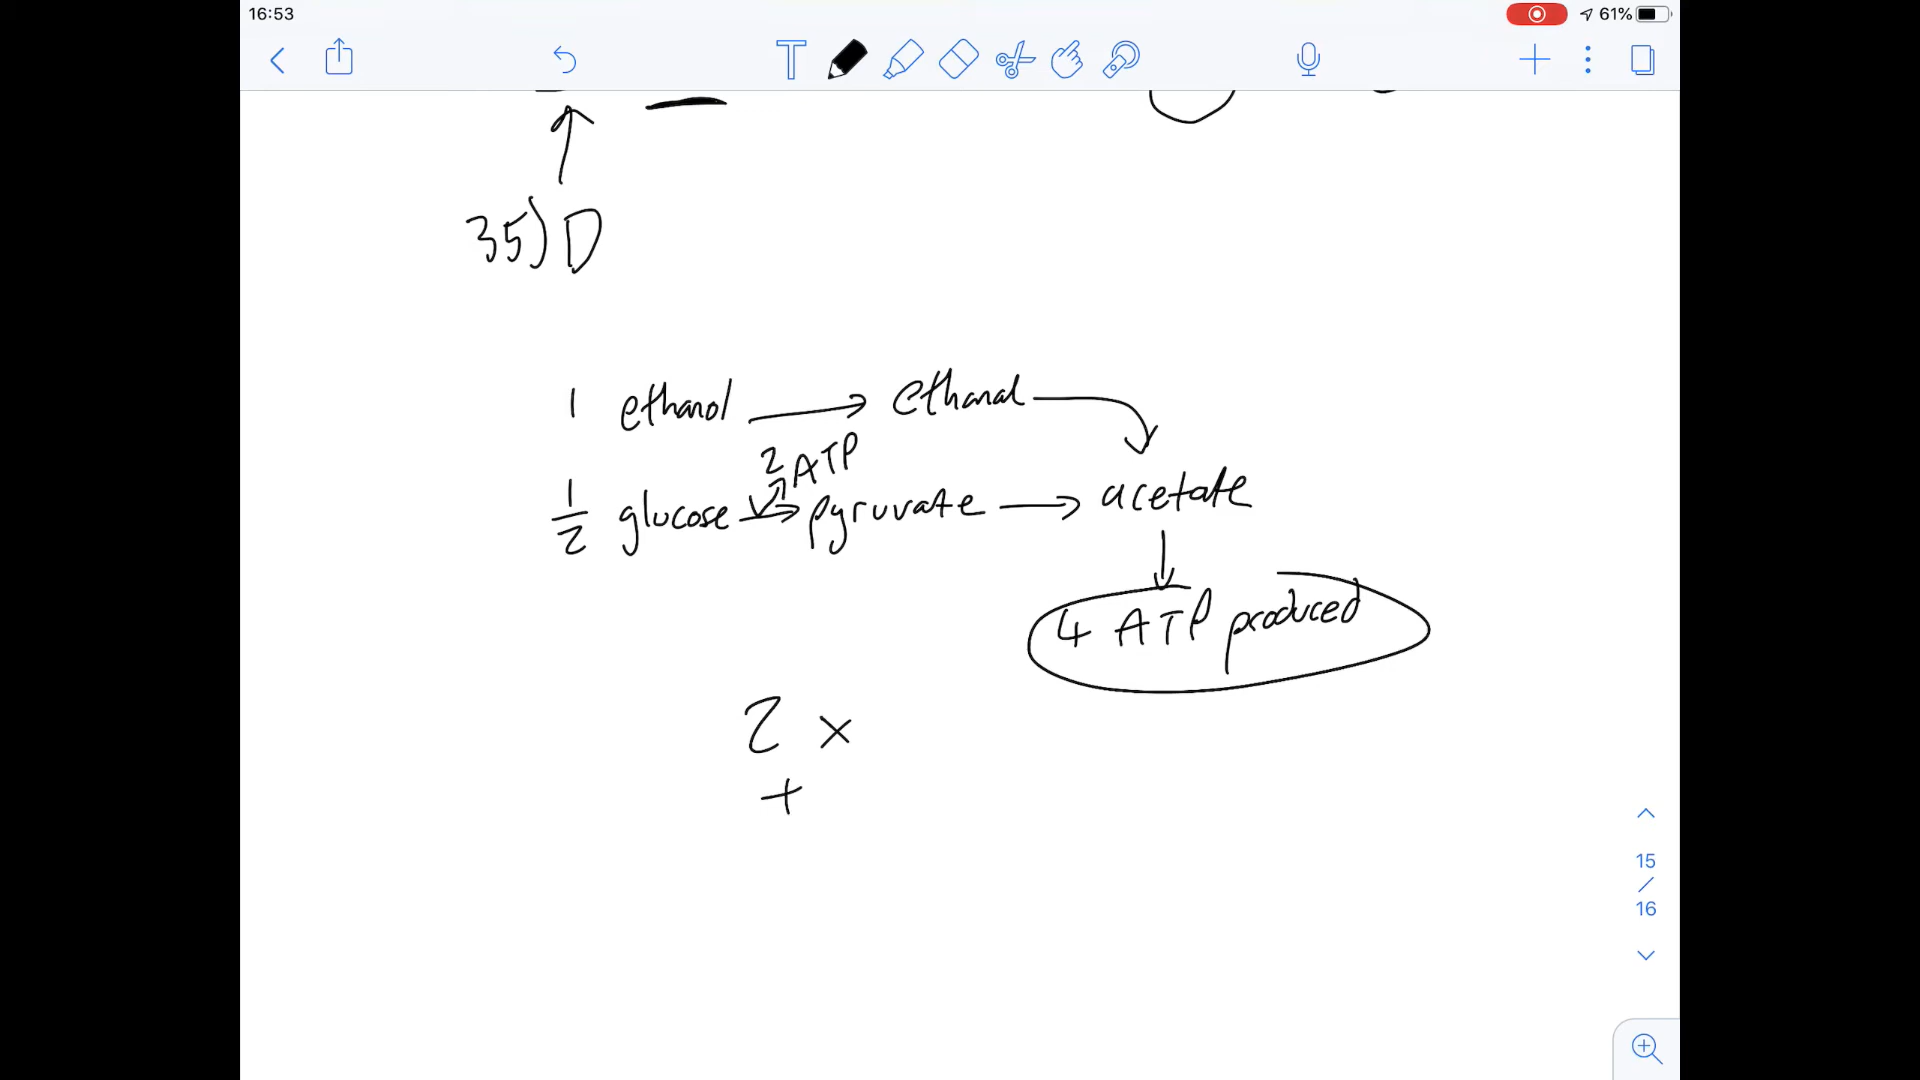 16:53
61%
T
35) D
1 ethanol → ethanal
2 ATP
1/2 glucose → pyruvate → acetate
4 ATP produced
2 ×
+
15
/
16